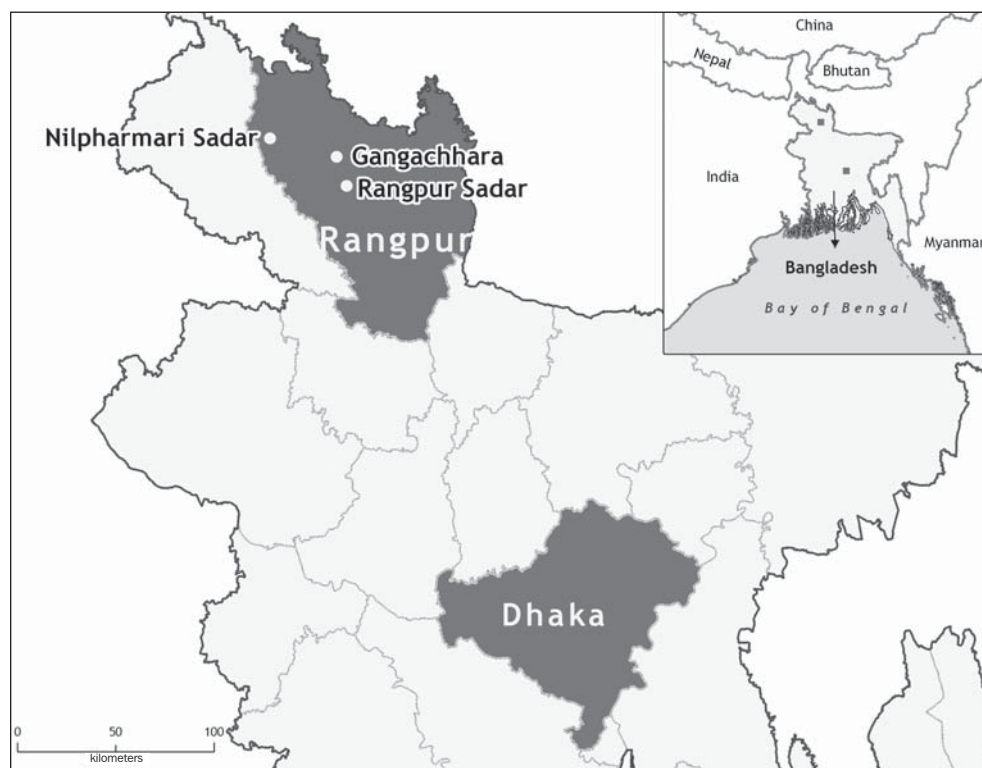 Nilpharmari Sadar
Gangachhara
Rangpur Sadar
Rangpur
Dhaka
0 50 100
kilometers
China
Nepal
Bhutan
India
Myanmar
Bangladesh
Bay of Bengal